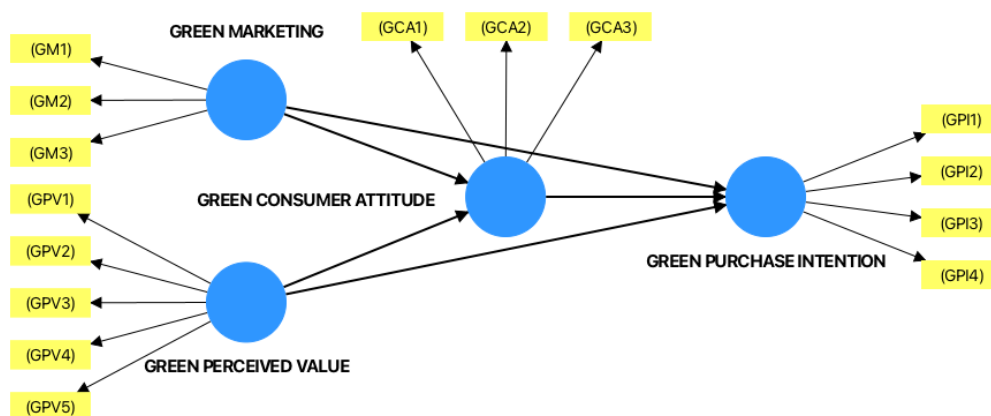 GREEN MARKETING
(GCA1)
(GCA2)
(GCA3)
(GM1)
(GM2)
(GM3)
(GPV1)
(GPV2)
(GPV3)
(GPV4)
(GPV5)
GREEN CONSUMER ATTITUDE
GREEN PERCEIVED VALUE
(GPI1)
(GPI2)
(GPI3)
(GPI4)
GREEN PURCHASE INTENTION